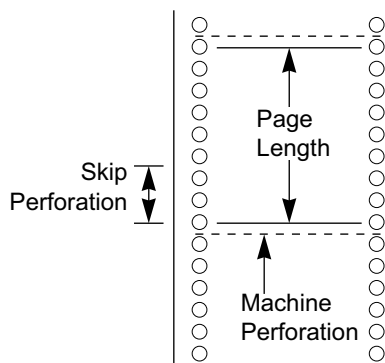 Page
Length
Skip
Perforation
Machine
Perforation